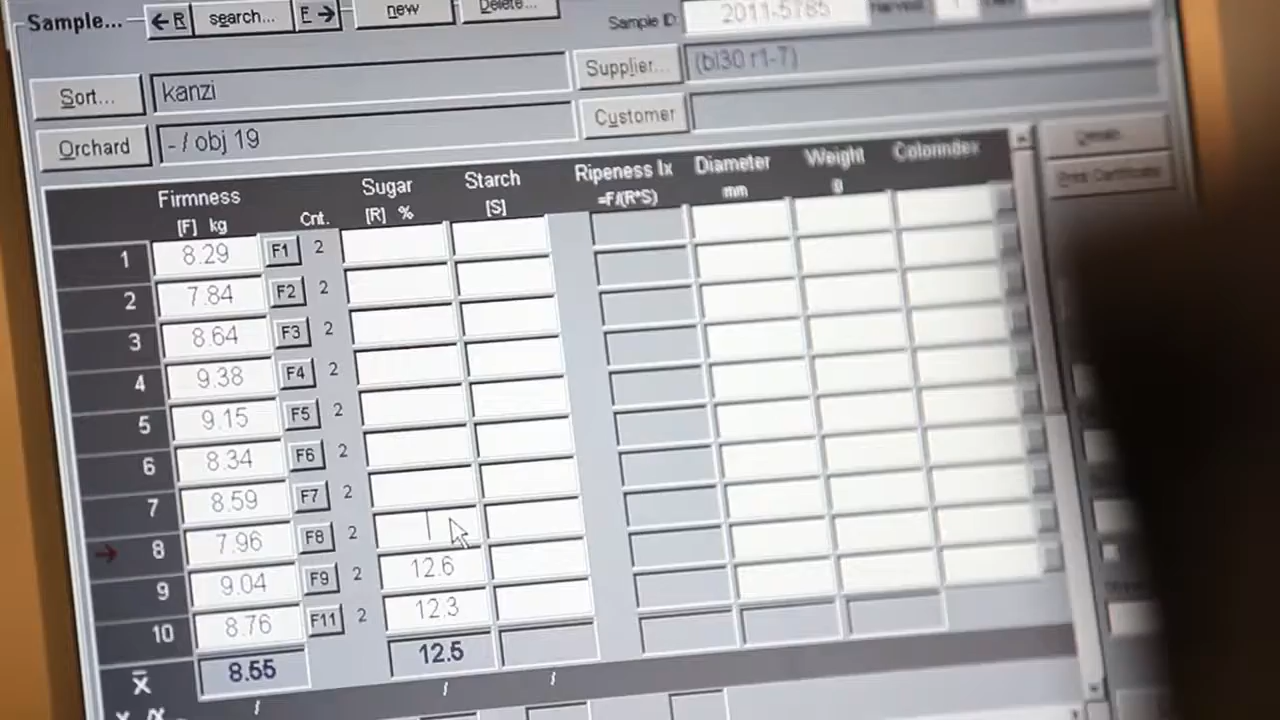 Sample... R search... F new Delete...
Sample ID: 2011-5785
Sort... kanzi Supplier... (bl30 r1-7)
Orchard - / obj 19 Customer
Firmness Sugar Starch Ripeness Ix Diameter Weight Colorindex
[F] kg Cnt. [R] % [S] =F/(R*S) mm g
1 8.29 F1 2
2 7.84 F2 2
3 8.64 F3 2
4 9.38 F4 2
5 9.15 F5 2
6 8.34 F6 2
7 8.59 F7 2
8 7.96 F8 2
9 9.04 F9 2 12.6
10 8.76 F11 2 12.3
x̄ 8.55 12.5